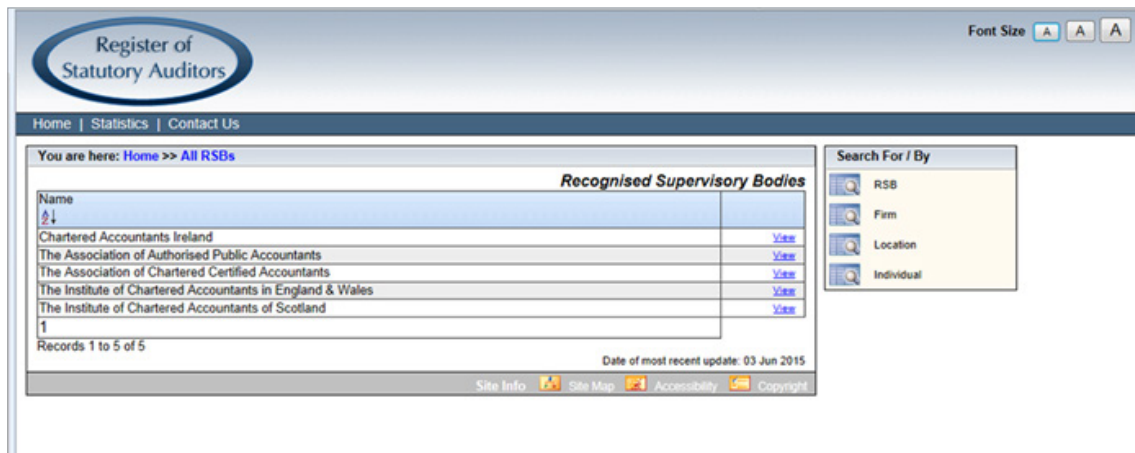 Register of
Statutory Auditors
Font Size A A A
Home | Statistics | Contact Us
You are here: Home >> All RSBs
Recognised Supervisory Bodies
Name
A
Z
Chartered Accountants Ireland View
The Association of Authorised Public Accountants View
The Association of Chartered Certified Accountants View
The Institute of Chartered Accountants in England & Wales View
The Institute of Chartered Accountants of Scotland View
1
Records 1 to 5 of 5
Date of most recent update: 03 Jun 2015
Site Info Site Map Accessibility Copyright
Search For / By
RSB
Firm
Location
Individual